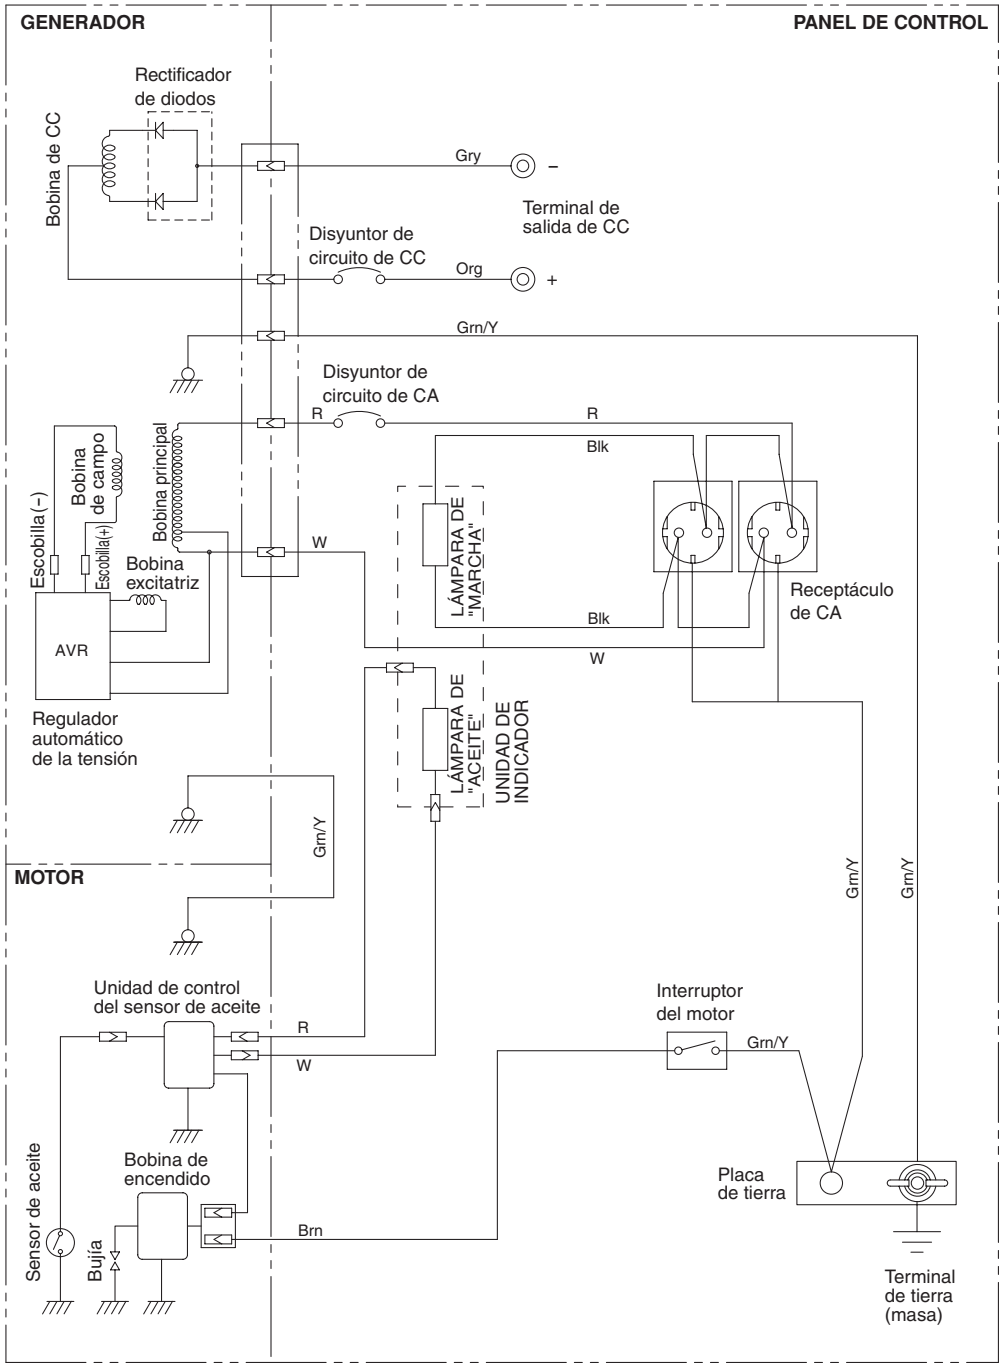 GENERADOR
PANEL DE CONTROL
Rectificador
de diodos
Bobina de CC
Gry
−
Terminal de
salida de CC
Disyuntor de
circuito de CC
Org
+
Grn/Y
Disyuntor de
circuito de CA
R
R
Blk
Bobina principal
Bobina
de campo
Escobilla(-)
Escobilla(+)
LÁMPARA DE
"MARCHA"
W
Bobina
excitatriz
Receptáculo
de CA
Blk
AVR
W
Regulador
automático
de la tensión
LÁMPARA DE
"ACEITE"
UNIDAD DE
INDICADOR
Grn/Y
MOTOR
Grn/Y
Grn/Y
Unidad de control
del sensor de aceite
Interruptor
del motor
R
W
Grn/Y
Sensor de aceite
Bobina de
encendido
Placa
de tierra
Bujía
Brn
Terminal
de tierra
(masa)